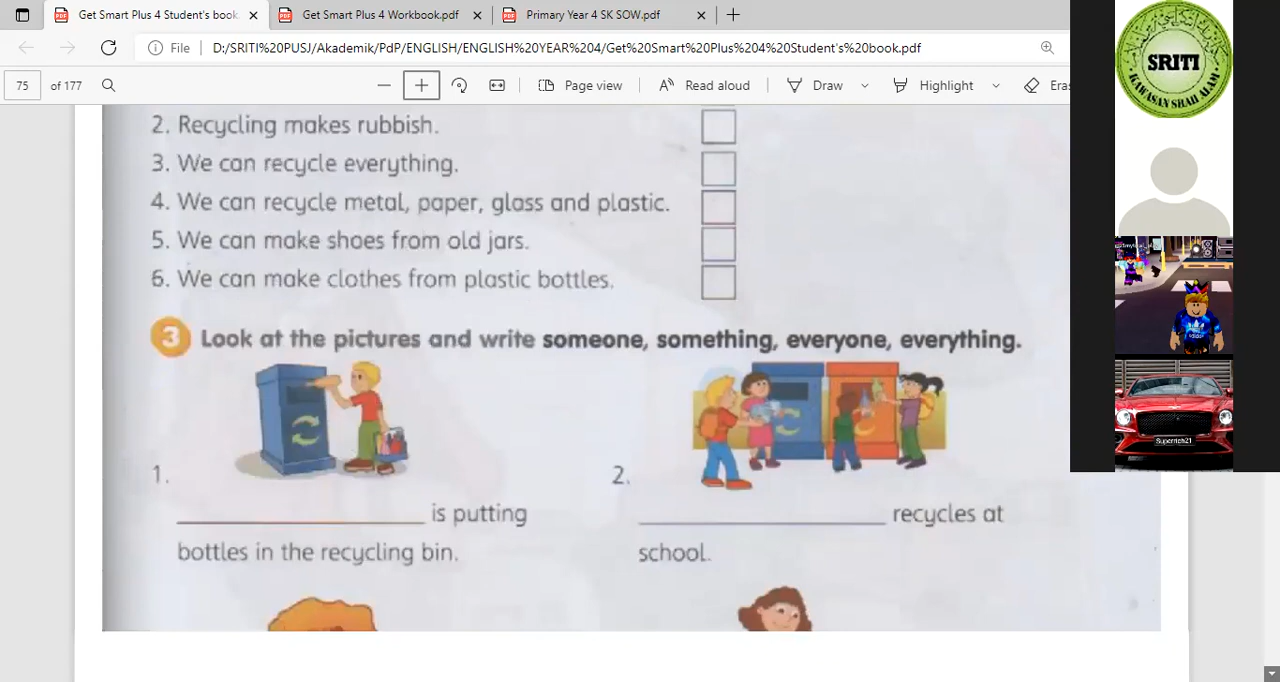 Get Smart Plus 4 Student's book
Get Smart Plus 4 Workbook.pdf
Primary Year 4 SK SOW.pdf
File
D:/SRITI%20PUSJ/Akademik/PdP/ENGLISH/ENGLISH%20YEAR%204/Get%20Smart%20Plus%204%20Student's%20book.pdf
75 of 177
Page view
Read aloud
Draw
Highlight
Era
SRITI
KAWASAN SHAH ALAM
2. Recycling makes rubbish.
3. We can recycle everything.
4. We can recycle metal, paper, glass and plastic.
5. We can make shoes from old jars.
6. We can make clothes from plastic bottles.
3 Look at the pictures and write someone, something, everyone, everything.
1.
2.
is putting
bottles in the recycling bin.
recycles at
school.
Superrich21